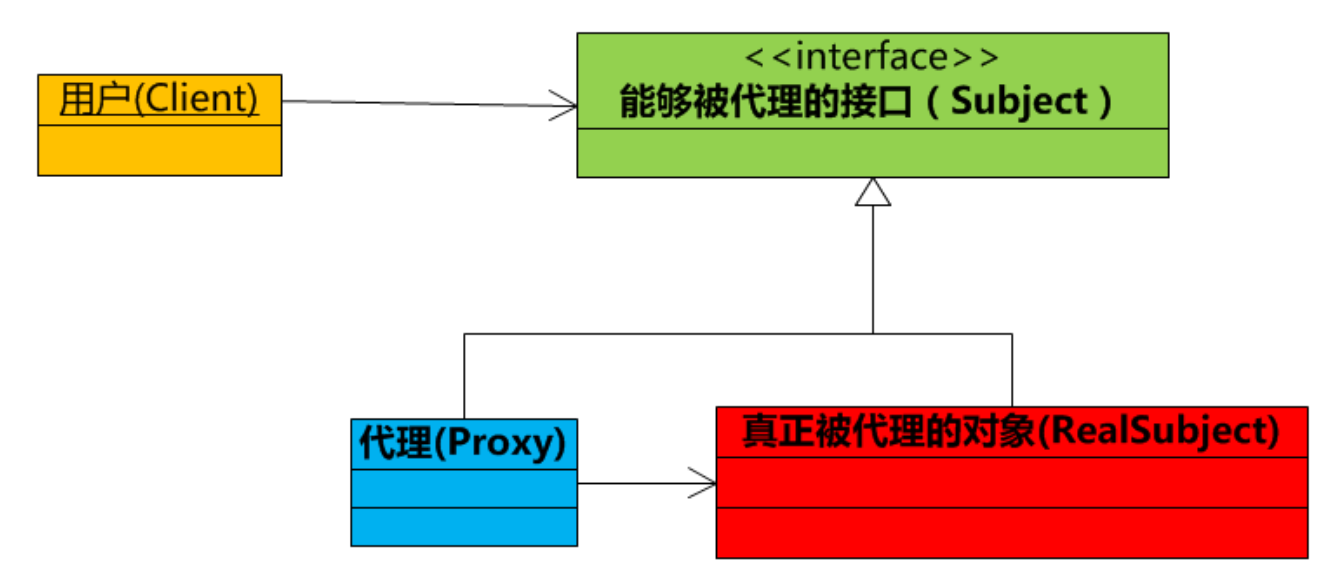 用户(Client)
<<interface>>
能够被代理的接口（Subject）
代理(Proxy)
真正被代理的对象(RealSubject)